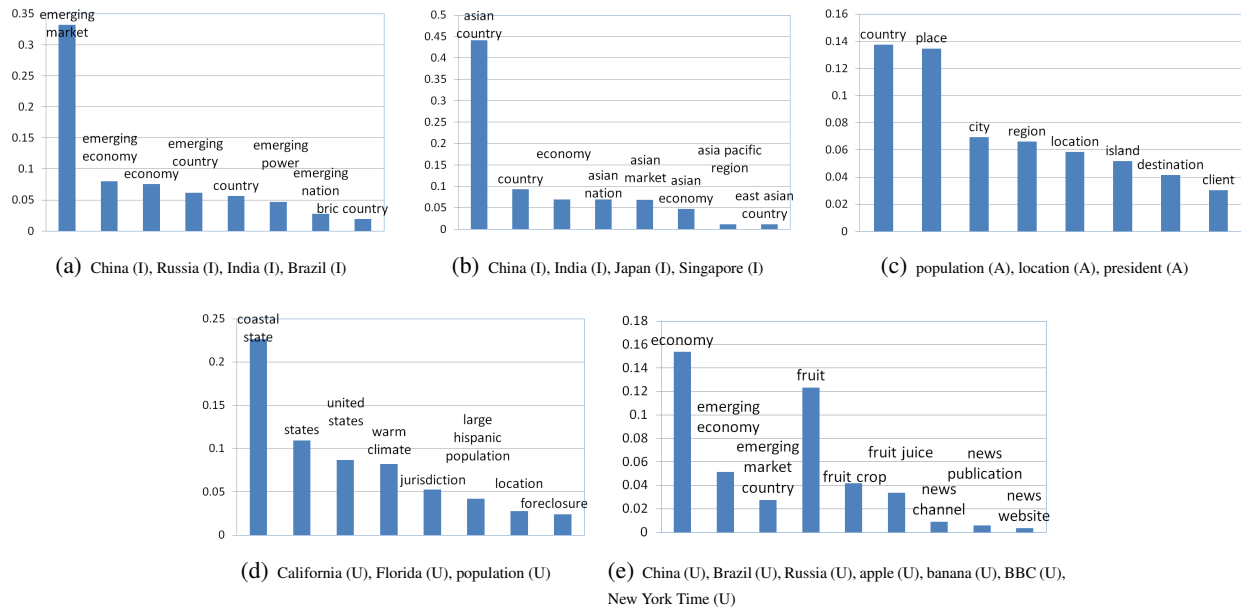 0.35
0.3
0.25
0.2
0.15
0.1
0.05
0
emerging
market
emerging
economy
economy
emerging
country
country
emerging
power
emerging
nation
bric country
(a) China (I), Russia (I), India (I), Brazil (I)
0.5
0.45
0.4
0.35
0.3
0.25
0.2
0.15
0.1
0.05
0
asian
country
country
economy
asian
nation
asian
market
asian
economy
asia pacific
region
east asian
country
(b) China (I), India (I), Japan (I), Singapore (I)
0.16
0.14
0.12
0.1
0.08
0.06
0.04
0.02
0
country
place
city
region
location
island
destination
client
(c) population (A), location (A), president (A)
0.25
0.2
0.15
0.1
0.05
0
coastal
state
states
united
states
warm
climate
jurisdiction
large
hispanic
population
location
foreclosure
(d) California (U), Florida (U), population (U)
0.18
0.16
0.14
0.12
0.1
0.08
0.06
0.04
0.02
0
economy
emerging
economy
emerging
market
country
fruit
fruit crop
fruit juice
news
channel
news
publication
news
website
(e) China (U), Brazil (U), Russia (U), apple (U), banana (U), BBC (U),
New York Time (U)